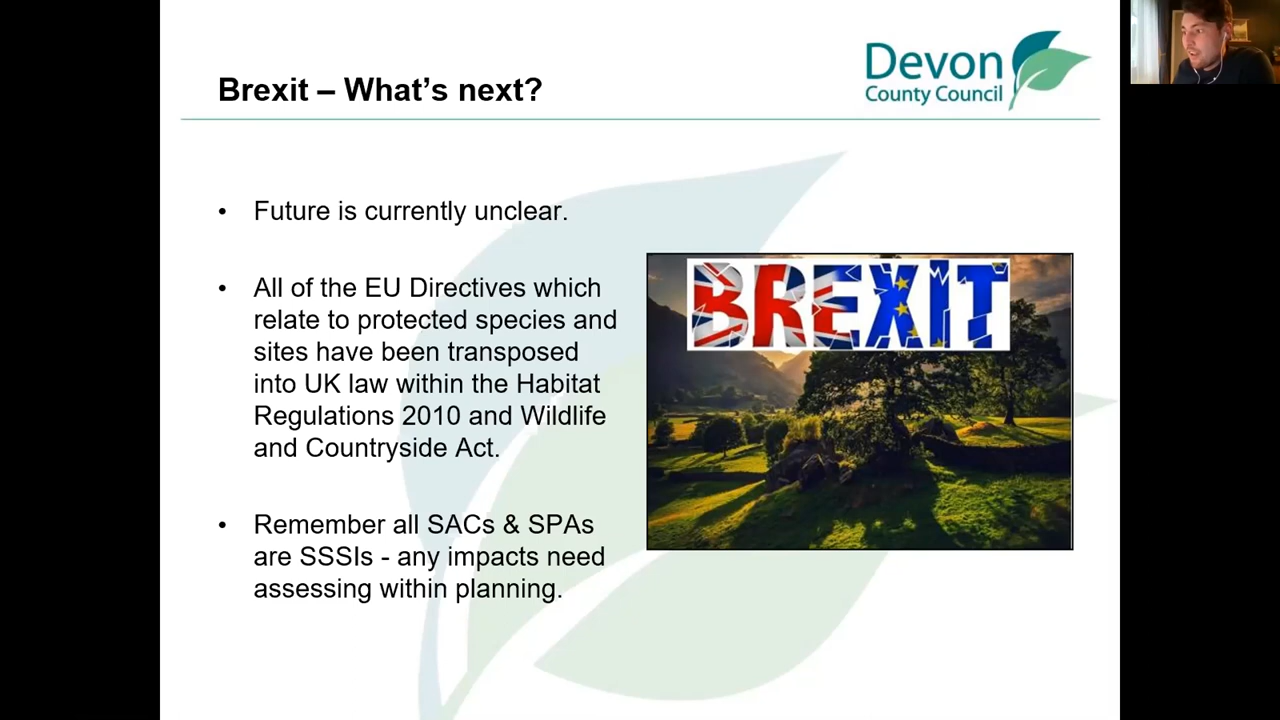 Brexit – What's next?
Devon
County Council
• Future is currently unclear.
• All of the EU Directives which
relate to protected species and
sites have been transposed
into UK law within the Habitat
Regulations 2010 and Wildlife
and Countryside Act.
• Remember all SACs & SPAs
are SSSIs - any impacts need
assessing within planning.
BREXIT